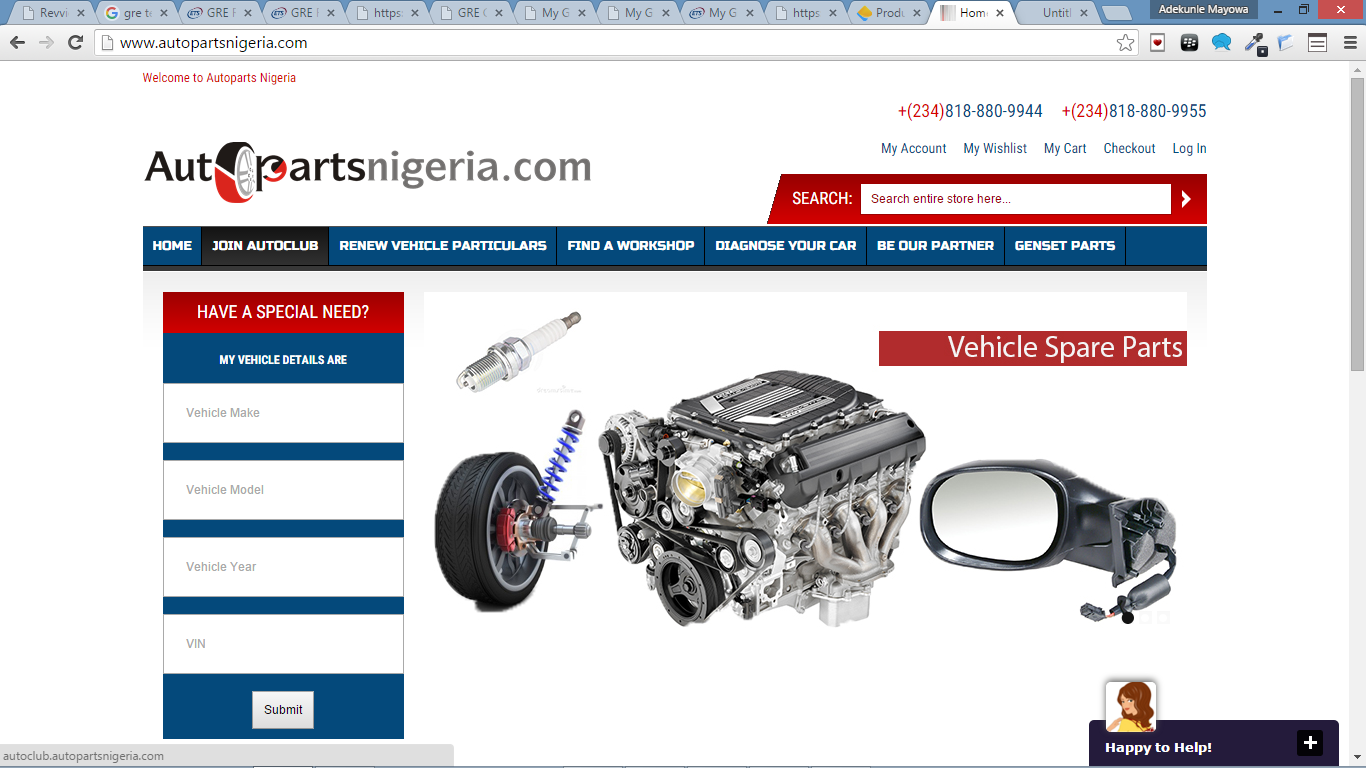 Revvi
gre te
GRE F
GRE F
https:
GRE C
My G
My G
My G
https
Produ
Home
Untitl
Adekunle Mayowa
www.autopartsnigeria.com
Welcome to Autoparts Nigeria
+(234)818-880-9944 +(234)818-880-9955
My Account My Wishlist My Cart Checkout Log In
Autopartsnigeria.com
SEARCH: Search entire store here...
HOME JOIN AUTOCLUB RENEW VEHICLE PARTICULARS FIND A WORKSHOP DIAGNOSE YOUR CAR BE OUR PARTNER GENSET PARTS
HAVE A SPECIAL NEED?
MY VEHICLE DETAILS ARE
Vehicle Make
Vehicle Model
Vehicle Year
VIN
Submit
Vehicle Spare Parts
Happy to Help!
autoclub.autopartsnigeria.com